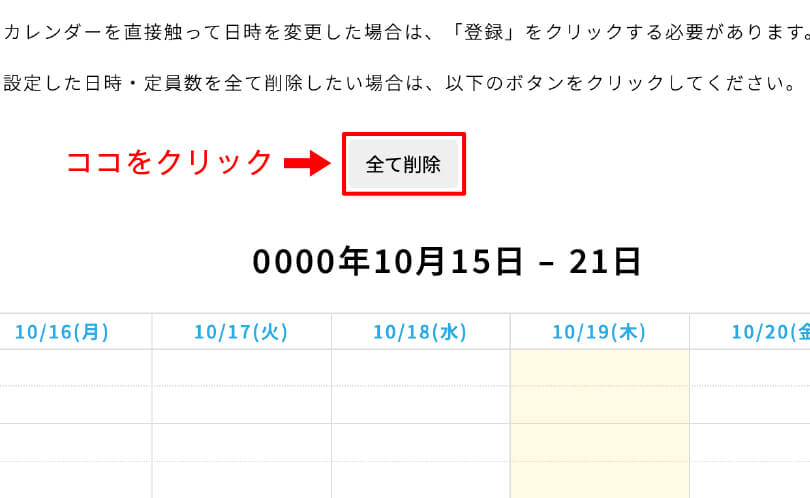 カレンダーを直接触って日時を変更した場合は、「登録」をクリックする必要があります。
設定した日時・定員数を全て削除したい場合は、以下のボタンをクリックしてください。
ココをクリック
全て削除
0000年10月15日 – 21日
10/16(月) 10/17(火) 10/18(水) 10/19(木) 10/20(金